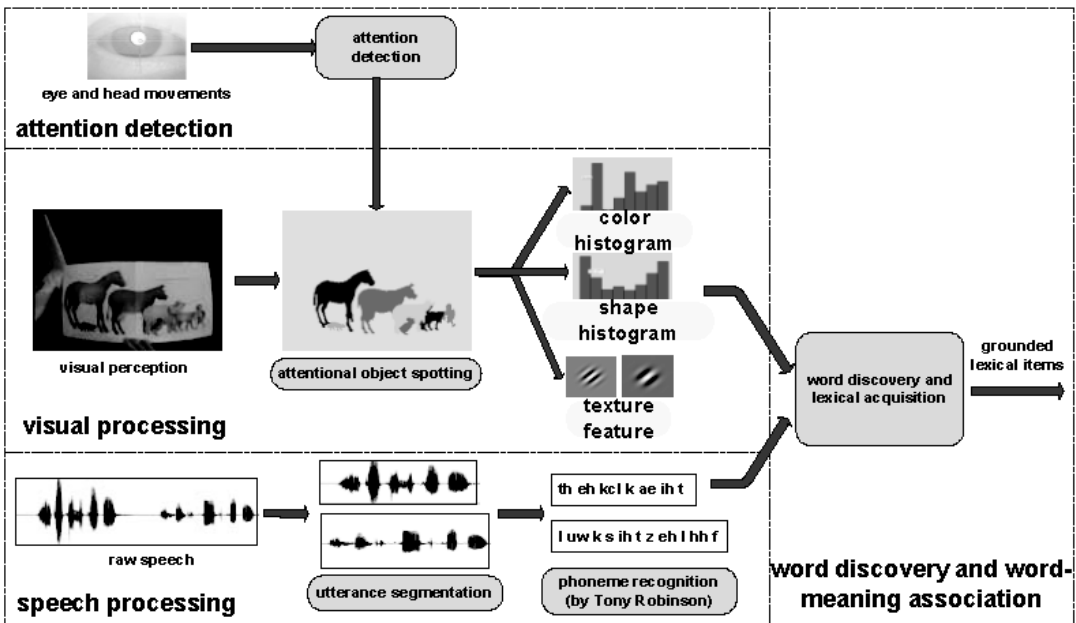 attention
detection
eye and head movements
attention detection
color
histogram
shape
histogram
visual perception
attentional object spotting
texture
feature
visual processing
word discovery and
lexical acquisition
grounded
lexical items
th eh kcl k ae ih t
l uw k s ih t z eh l hh f
raw speech
utterance segmentation
phoneme recognition
(by Tony Robinson)
speech processing
word discovery and word-
meaning association